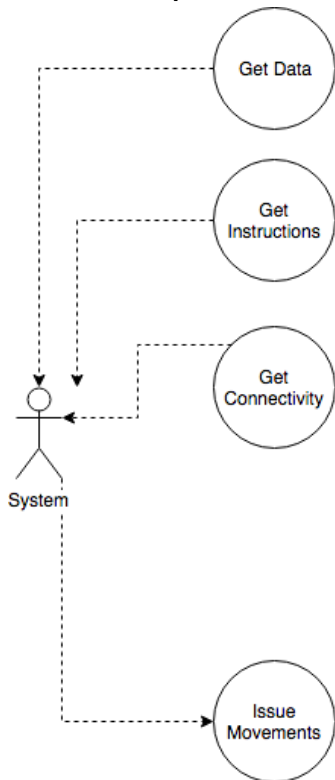 Get Data
Get
Instructions
Get
Connectivity
System
Issue
Movements